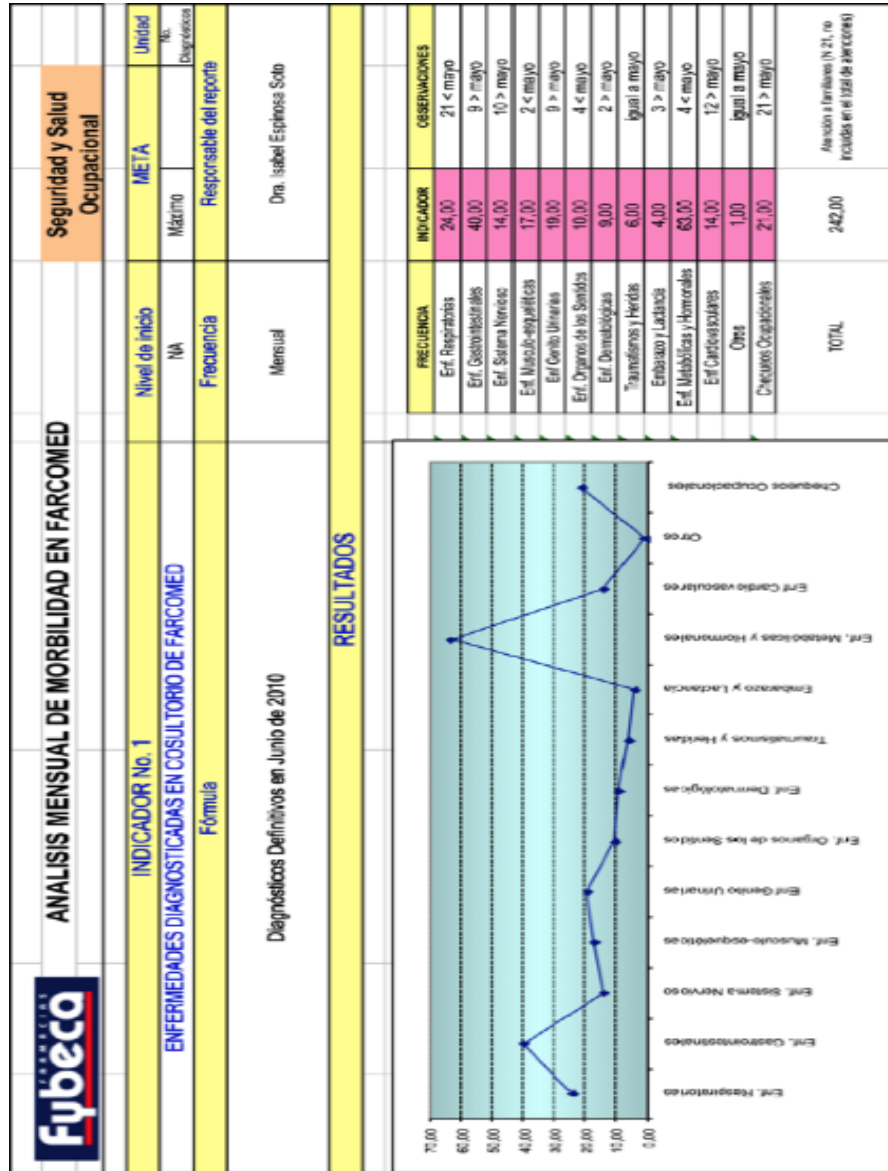 FARMACIAS
Fybeca
ANALISIS MENSUAL DE MORBILIDAD EN FARCOMED
Seguridad y Salud
Ocupacional
INDICADOR No. 1
Nivel de inicio
META
Unidad
ENFERMEDADES DIAGNOSTICADAS EN COSULTORIO DE FARCOMED
NA
Máximo
No.
Diagnósticos
Fórmula
Frecuencia
Responsable del reporte
Diagnósticos Definitivos en Junio de 2010
Mensual
Dra. Isabel Espinosa Soto
RESULTADOS
70,00
60,00
50,00
40,00
30,00
20,00
10,00
0,00
Enf. Respiratorias
Enf. Gastrointestinales
Enf. Sistema Nervioso
Enf. Musculo-esqueléticas
Enf Genito Urinarias
Enf. Organos de los Sentidos
Enf. Dermatológicas
Traumatismos y Heridas
Embarazo y Lactancia
Enf. Metabólicas y Hormonales
Enf Cardiovasculares
Otros
Chequeos Ocupacionales
FRECUENCIA INDICADOR OBSERVACIONES
Enf. Respiratorias 24,00 21 < mayo
Enf. Gastrointestinales 40,00 9 > mayo
Enf. Sistema Nervioso 14,00 10 > mayo
Enf. Musculo-esqueléticas 17,00 2 < mayo
Enf Genito Urinarias 19,00 9 > mayo
Enf. Organos de los Sentidos 10,00 4 < mayo
Enf. Dermatológicas 9,00 2 > mayo
Traumatismos y Heridas 6,00 igual a mayo
Embarazo y Lactancia 4,00 3 > mayo
Enf. Metabólicas y Hormonales 63,00 4 < mayo
Enf Cardiovasculares 14,00 12 > mayo
Otros 1,00 igual a mayo
Chequeos Ocupacionales 21,00 21 > mayo
TOTAL 242,00 Atención a familiares (N 21, no
incluidas en el total de atenciones)